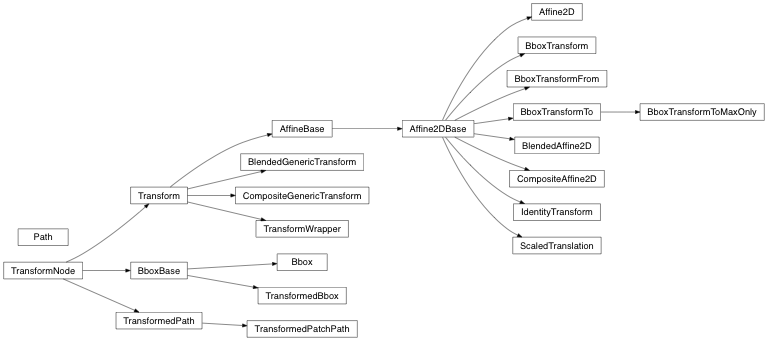 Affine2D
BboxTransform
BboxTransformFrom
BboxTransformTo
BboxTransformToMaxOnly
AffineBase
Affine2DBase
BlendedAffine2D
BlendedGenericTransform
CompositeAffine2D
Transform
CompositeGenericTransform
IdentityTransform
TransformWrapper
Path
ScaledTranslation
Bbox
TransformNode
BboxBase
TransformedBbox
TransformedPath
TransformedPatchPath